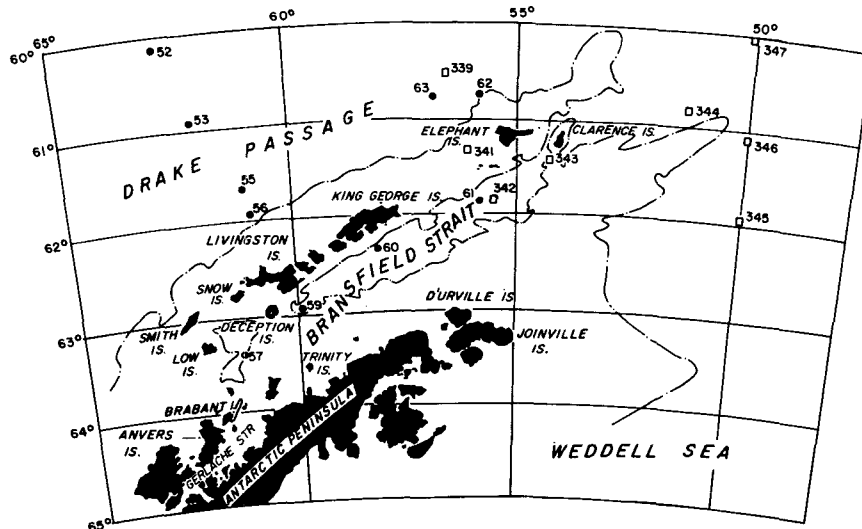 65°
60°
55°
50°
60°
52
339
347
63
62
53
344
DRAKE PASSAGE
ELEPHANT
IS.
CLARENCE IS.
61°
341
343
346
55
KING GEORGE IS.
61
342
56
345
62°
LIVINGSTON
IS.
60
BRANSFIELD STRAIT
SNOW
IS.
59
D'URVILLE IS
SMITH
IS.
DECEPTION
IS.
JOINVILLE
IS.
63°
LOW
IS.
57
TRINITY
IS.
BRABANT I.
64°
ANVERS
IS.
GERLACHE STR
ANTARCTIC PENINSULA
WEDDELL SEA
65°